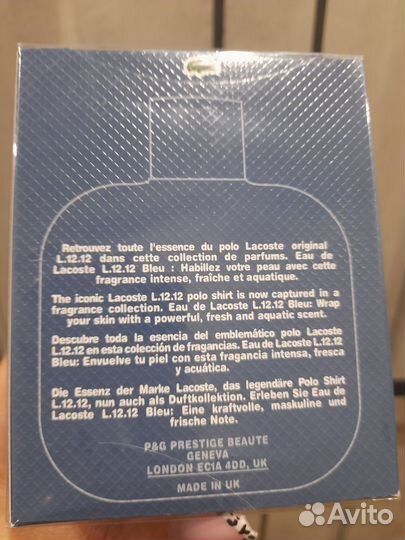 Retrouvez toute l'essence du polo Lacoste original
L.12.12 dans cette collection de parfums. Eau de
Lacoste L.12.12 Bleu : Habillez votre peau avec cette
fragrance intense, fraîche et aquatique.
The iconic Lacoste L.12.12 polo shirt is now captured in a
fragrance collection. Eau de Lacoste L.12.12 Bleu: Wrap
your skin with a powerful, fresh and aquatic scent.
Descubre toda la esencia del emblemático polo Lacoste
L.12.12 en esta colección de fragancias. Eau de Lacoste L.12.12
Bleu: Envuelve tu piel con esta fragancia intensa, fresca
y acuática.
Die Essenz der Marke Lacoste, das legendäre Polo Shirt
L.12.12, nun auch als Duftkollektion. Erleben Sie Eau de
Lacoste L.12.12 Bleu: Eine kraftvolle, maskuline und
frische Note.
P&G PRESTIGE BEAUTE
GENEVA
LONDON EC1A 4DD, UK
MADE IN UK
Avito